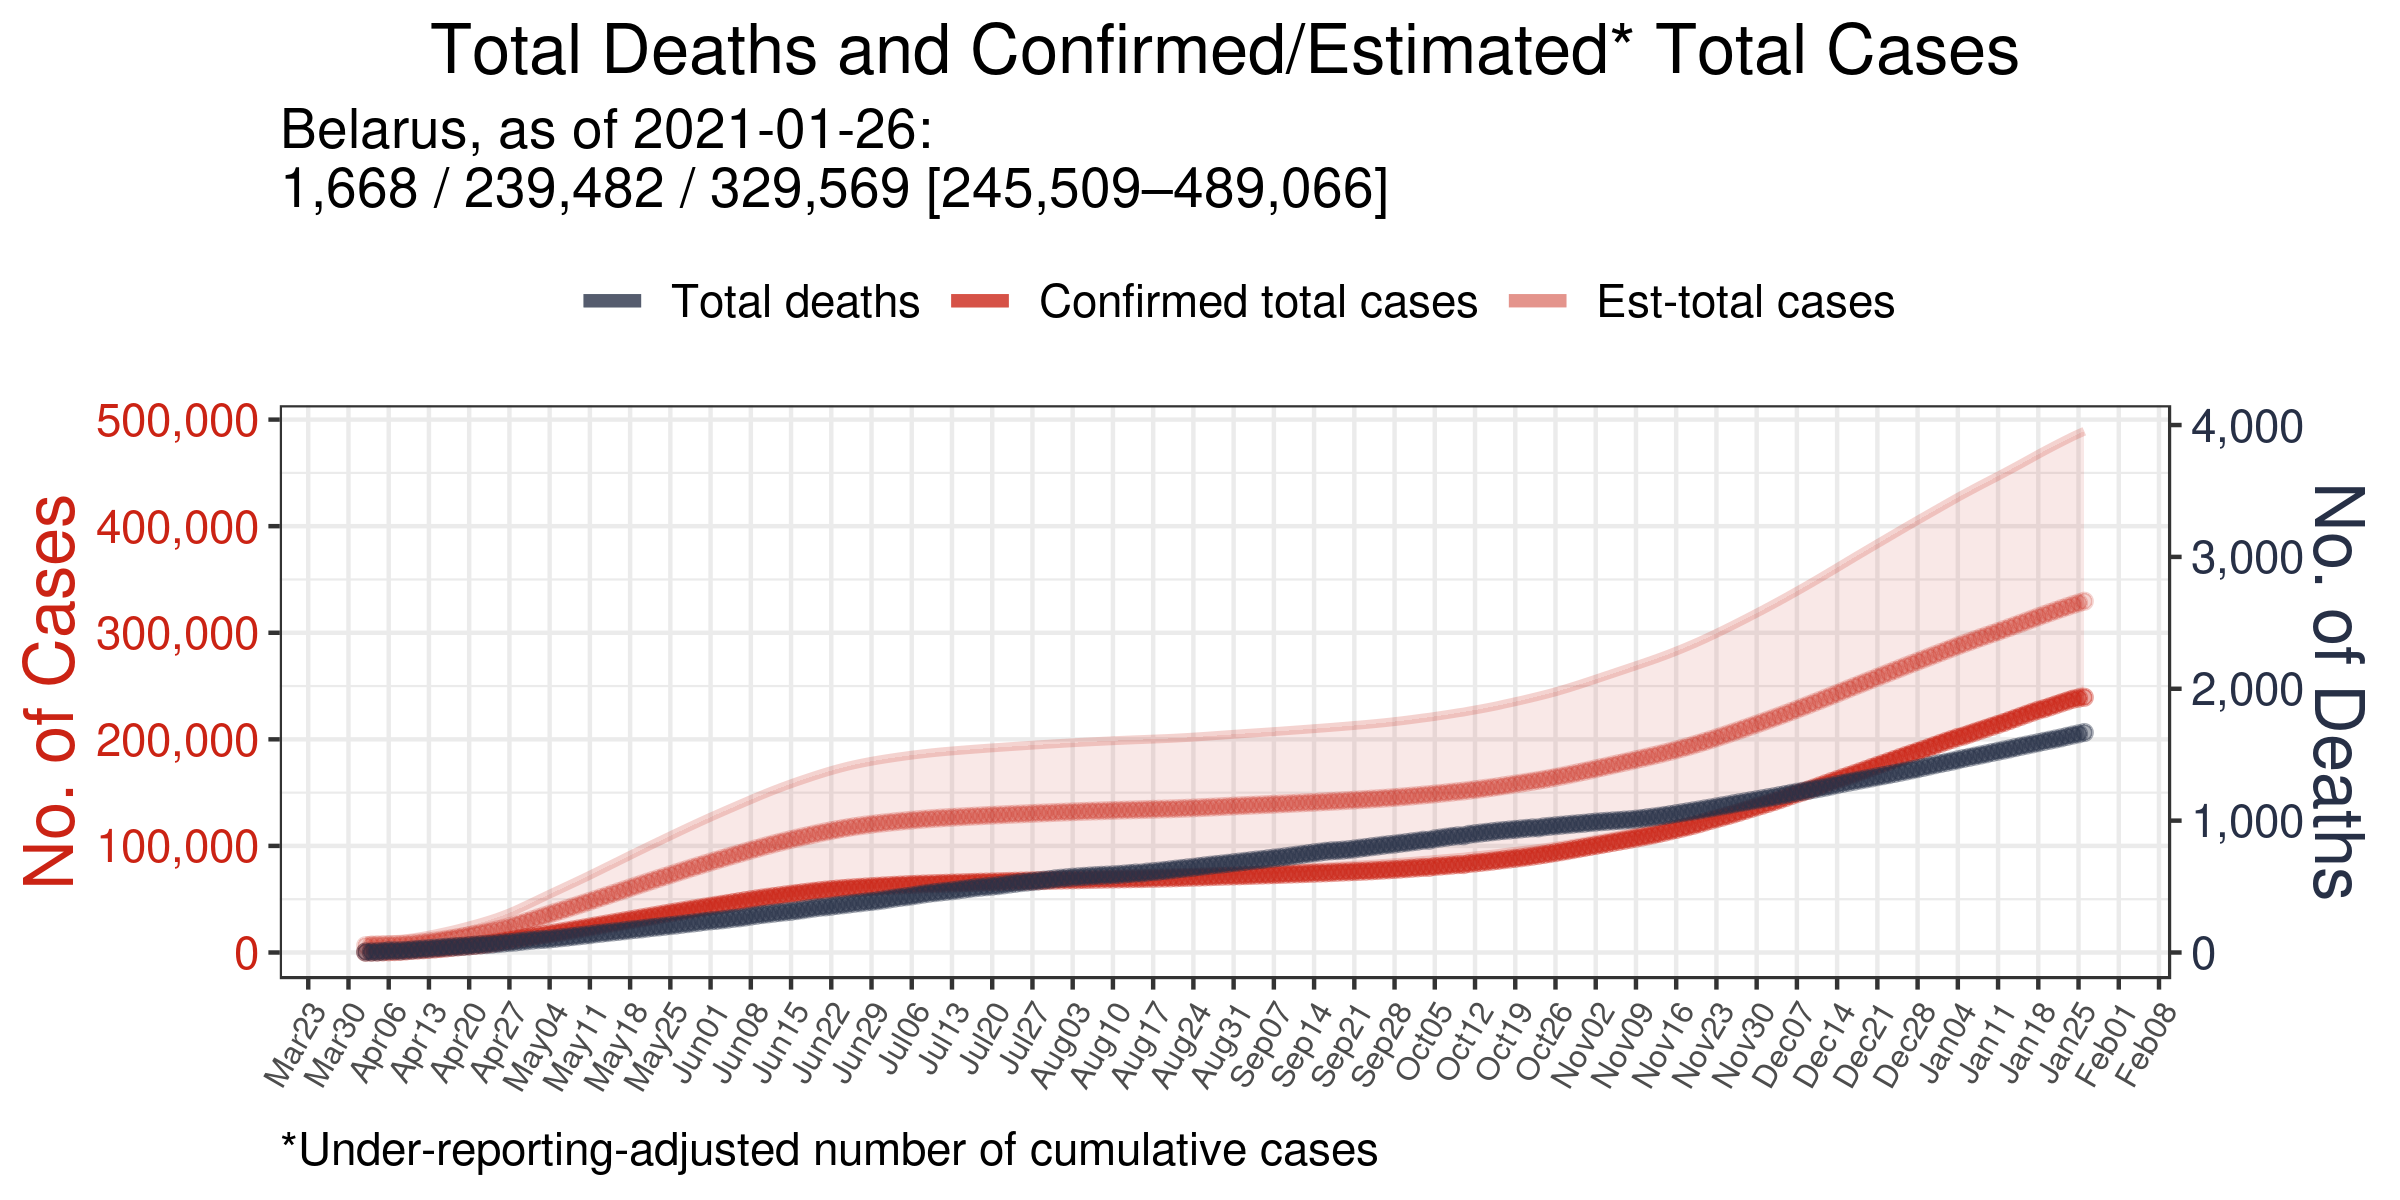 Total Deaths and Confirmed/Estimated* Total Cases
Belarus, as of 2021-01-26:
1,668 / 239,482 / 329,569 [245,509–489,066]
Total deaths
Confirmed total cases
Est-total cases
No. of Cases
500,000
400,000
300,000
200,000
100,000
0
4,000
3,000
2,000
1,000
0
No. of Deaths
Mar23
Mar30
Apr06
Apr13
Apr20
Apr27
May04
May11
May18
May25
Jun01
Jun08
Jun15
Jun22
Jun29
Jul06
Jul13
Jul20
Jul27
Aug03
Aug10
Aug17
Aug24
Aug31
Sep07
Sep14
Sep21
Sep28
Oct05
Oct12
Oct19
Oct26
Nov02
Nov09
Nov16
Nov23
Nov30
Dec07
Dec14
Dec21
Dec28
Jan04
Jan11
Jan18
Jan25
Feb01
Feb08
*Under-reporting-adjusted number of cumulative cases